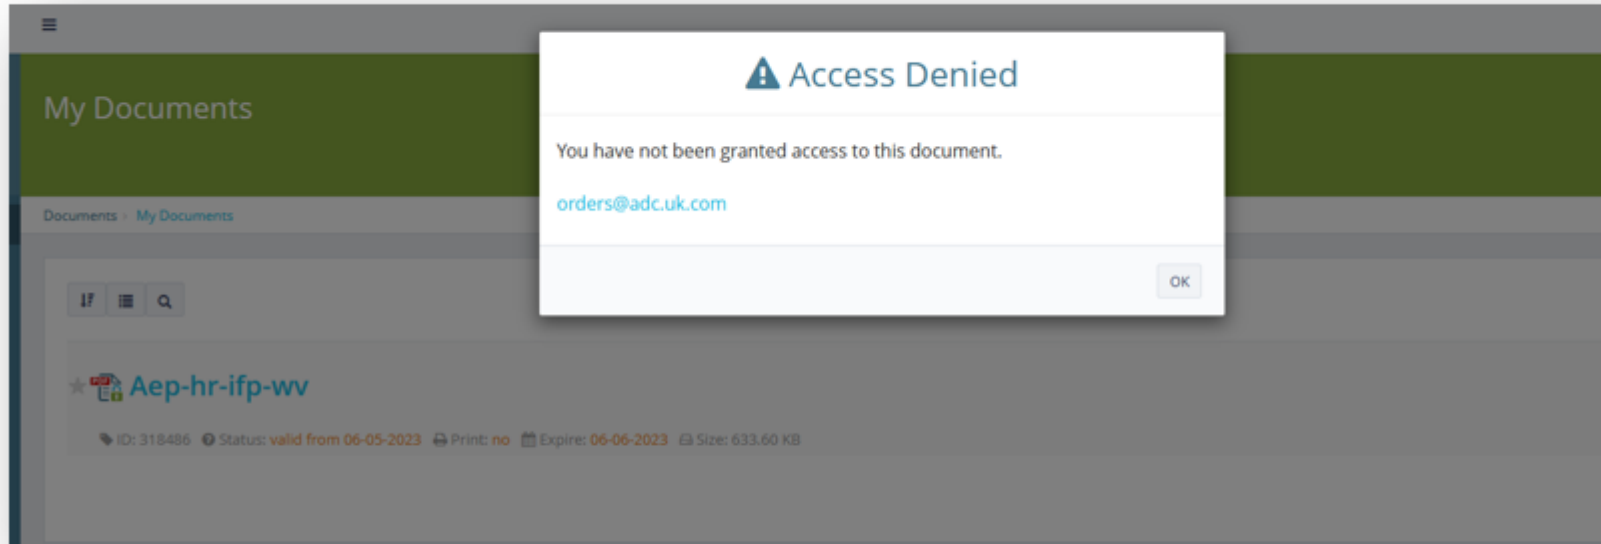 Access Denied
My Documents
You have not been granted access to this document.
orders@adc.uk.com
Documents › My Documents
OK
PDF Aep-hr-ifp-wv
ID: 318486 Status: valid from 06-05-2023 Print: no Expire: 06-06-2023 Size: 633.60 KB